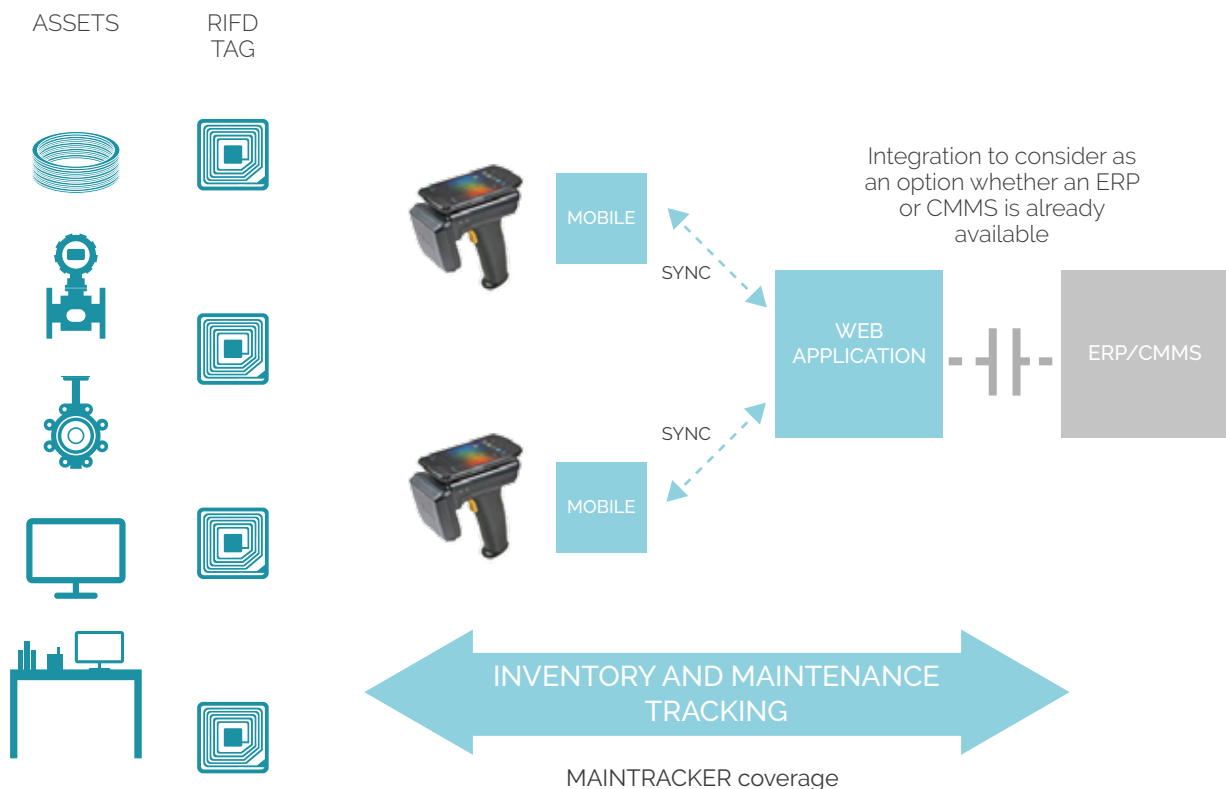 ASSETS
RIFD
TAG
Integration to consider as
an option whether an ERP
or CMMS is already
available
MOBILE
SYNC
WEB
APPLICATION
ERP/CMMS
SYNC
MOBILE
INVENTORY AND MAINTENANCE
TRACKING
MAINTRACKER coverage